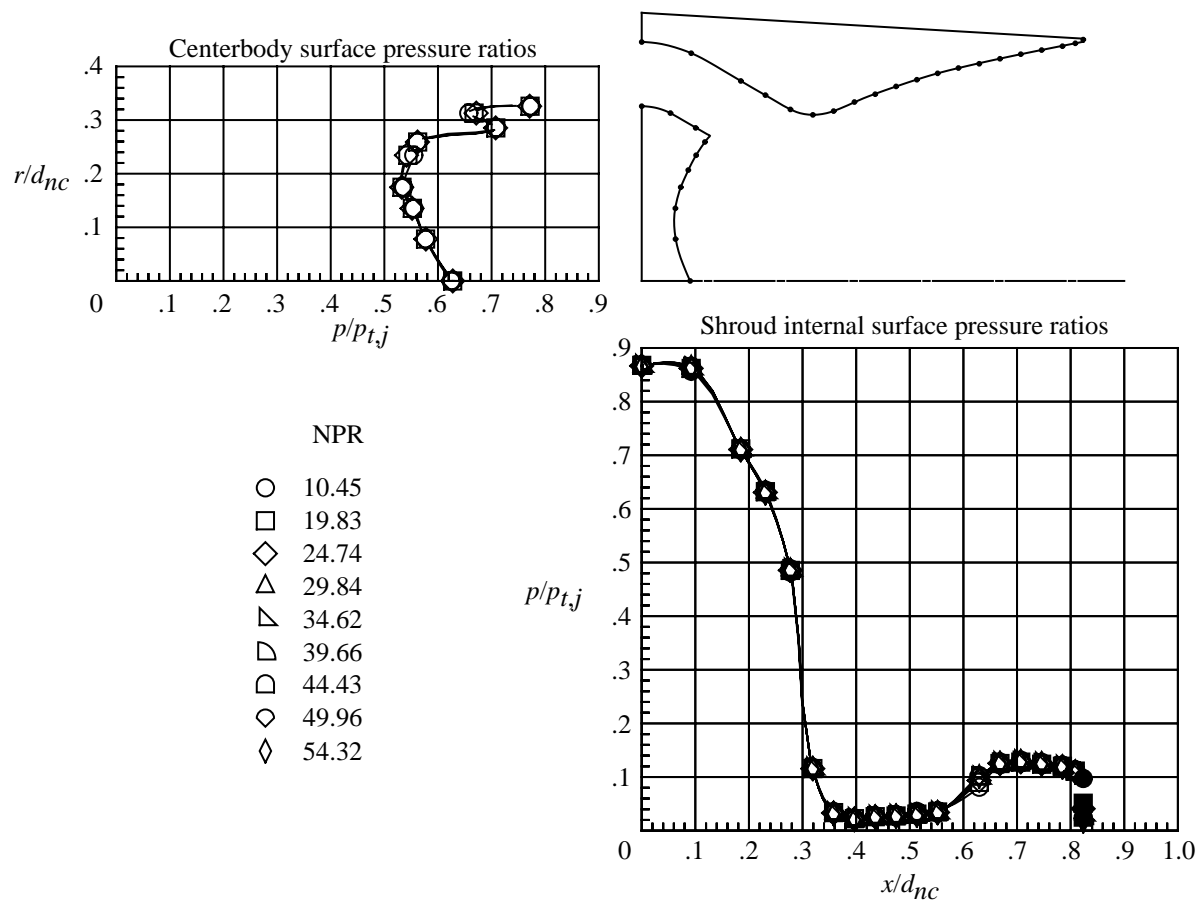 Centerbody surface pressure ratios
.4
.3
.2
.1
r/dnc
0 .1 .2 .3 .4 .5 .6 .7 .8 .9
p/pt,j
NPR
10.45
19.83
24.74
29.84
34.62
39.66
44.43
49.96
54.32
Shroud internal surface pressure ratios
.9
.8
.7
.6
.5
.4
.3
.2
.1
p/pt,j
0 .1 .2 .3 .4 .5 .6 .7 .8 .9 1.0
x/dnc